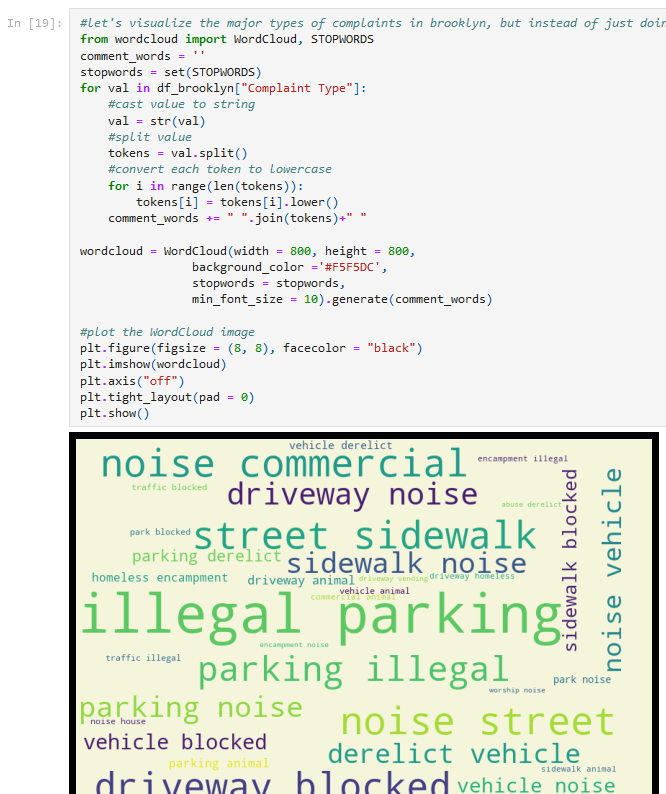 In [19]:
#let's visualize the major types of complaints in brooklyn, but instead of just doin
from wordcloud import WordCloud, STOPWORDS
comment_words = ''
stopwords = set(STOPWORDS)
for val in df_brooklyn["Complaint Type"]:
    #cast value to string
    val = str(val)
    #split value
    tokens = val.split()
    #convert each token to lowercase
    for i in range(len(tokens)):
        tokens[i] = tokens[i].lower()
    comment_words += " ".join(tokens)+" "
wordcloud = WordCloud(width = 800, height = 800,
                background_color ='#F5F5DC',
                stopwords = stopwords,
                min_font_size = 10).generate(comment_words)
#plot the WordCloud image
plt.figure(figsize = (8, 8), facecolor = "black")
plt.imshow(wordcloud)
plt.axis("off")
plt.tight_layout(pad = 0)
plt.show()
vehicle derelict
noise commercial
encampment illegal
traffic blocked
driveway noise
abuse derelict
sidewalk blocked
noise vehicle
park blocked
street sidewalk
parking derelict
sidewalk noise
homeless encampment
driveway animal
driveway vending
driveway homeless
vehicle animal
commercial animal
illegal parking
encampment noise
traffic illegal
parking illegal
park noise
worship noise
parking noise
noise house
noise street
vehicle blocked
derelict vehicle
parking animal
sidewalk animal
driveway blocked
vehicle noise